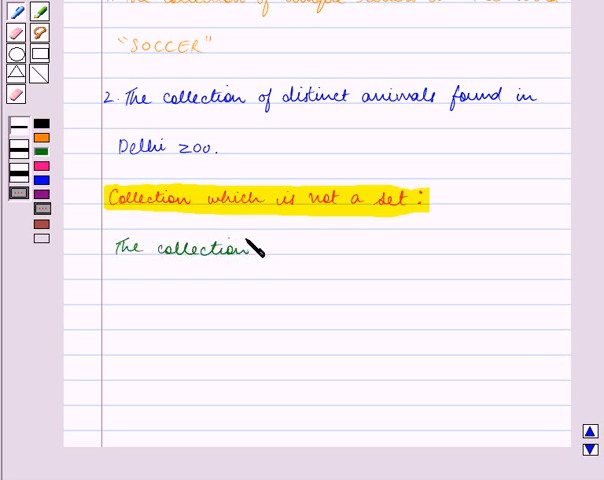 "SOCCER"
2. The collection of distinct animals found in
Delhi zoo.
Collection which is not a set :
The collection